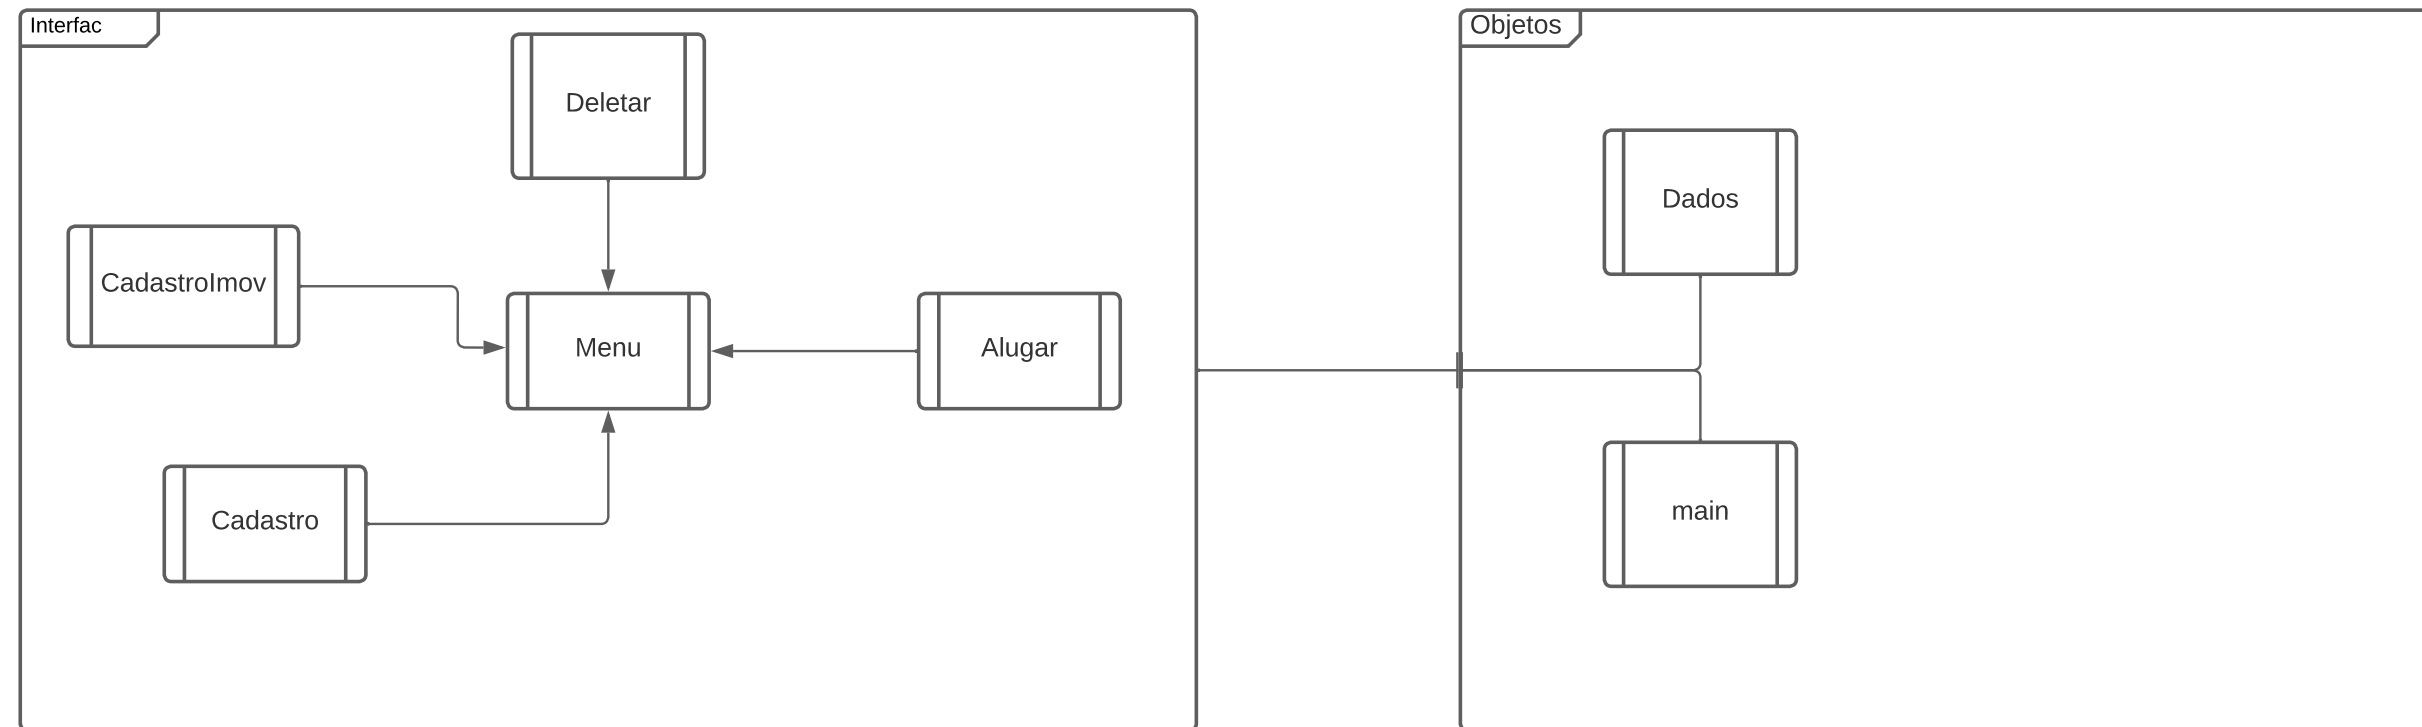 Interfac
Objetos
Deletar
Dados
CadastroImov
Menu
Alugar
Cadastro
main